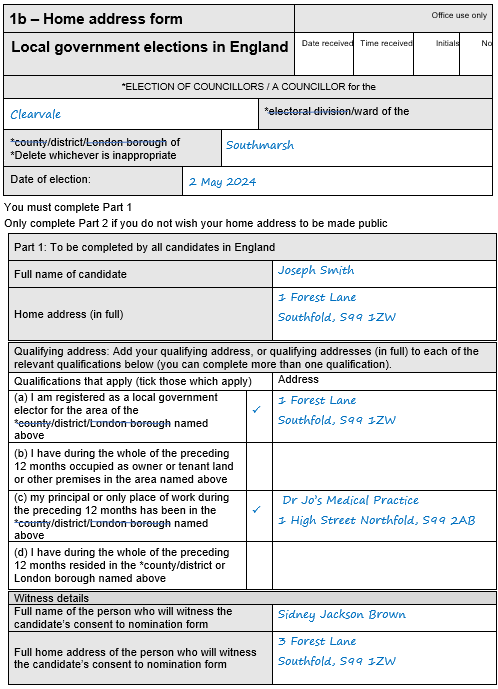 1b – Home address form
Office use only
Local government elections in England
Date received Time received Initials No
*ELECTION OF COUNCILLORS / A COUNCILLOR for the
Clearvale
*electoral division/ward of the
*county/district/London borough of
*Delete whichever is inappropriate
Southmarsh
Date of election:
2 May 2024
You must complete Part 1
Only complete Part 2 if you do not wish your home address to be made public
Part 1: To be completed by all candidates in England
Full name of candidate
Joseph Smith
Home address (in full)
1 Forest Lane
Southfold, S99 1ZW
Qualifying address: Add your qualifying address, or qualifying addresses (in full) to each of the
relevant qualifications below (you can complete more than one qualification).
Qualifications that apply (tick those which apply)
Address
(a) I am registered as a local government
elector for the area of the
*county/district/London borough named
above
✓
1 Forest Lane
Southfold, S99 1ZW
(b) I have during the whole of the preceding
12 months occupied as owner or tenant land
or other premises in the area named above
(c) my principal or only place of work during
the preceding 12 months has been in the
*county/district/London borough named
above
✓
Dr Jo's Medical Practice
1 High Street Northfold, S99 2AB
(d) I have during the whole of the preceding
12 months resided in the *county/district or
London borough named above
Witness details
Full name of the person who will witness the
candidate's consent to nomination form
Sidney Jackson Brown
Full home address of the person who will witness
the candidate's consent to nomination form
3 Forest Lane
Southfold, S99 1ZW